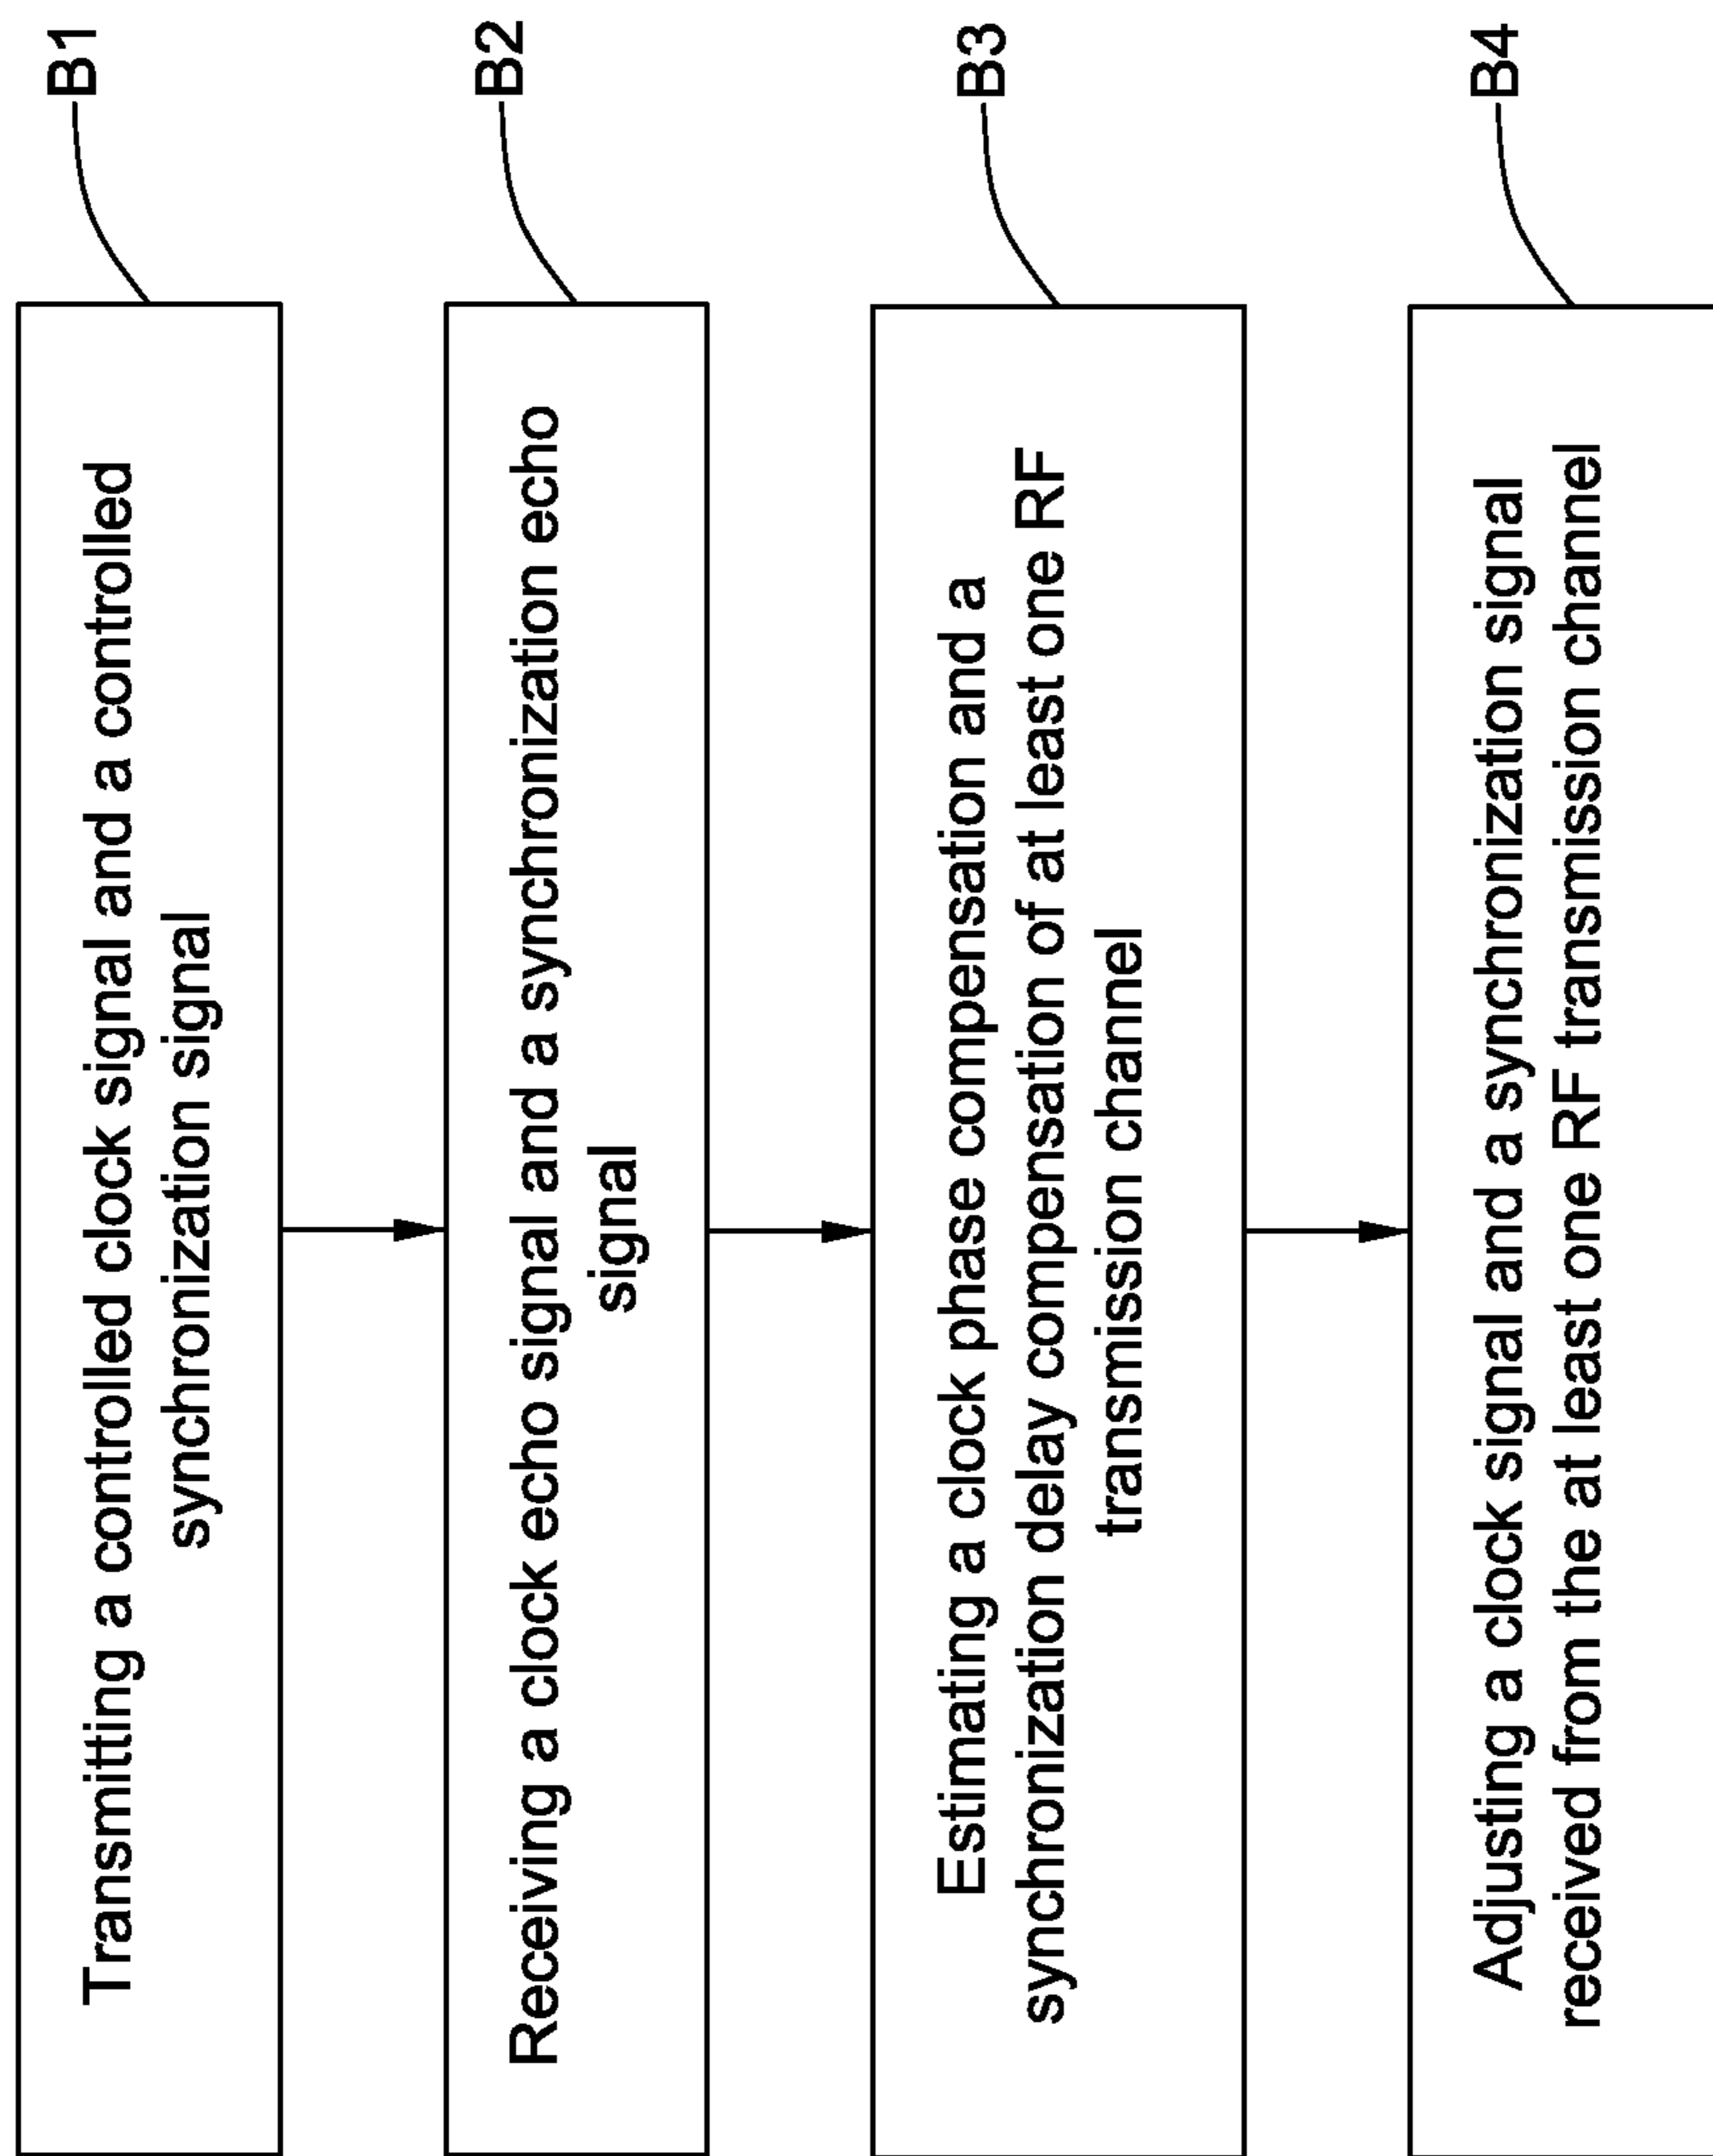 Transmitting a controlled clock signal and a controlled
synchronization signal
B1
Receiving a clock echo signal and a synchronization echo
signal
B2
Estimating a clock phase compensation and a
synchronization delay compensation of at least one RF
transmission channel
B3
Adjusting a clock signal and a synchronization signal
received from the at least one RF transmission channel
B4